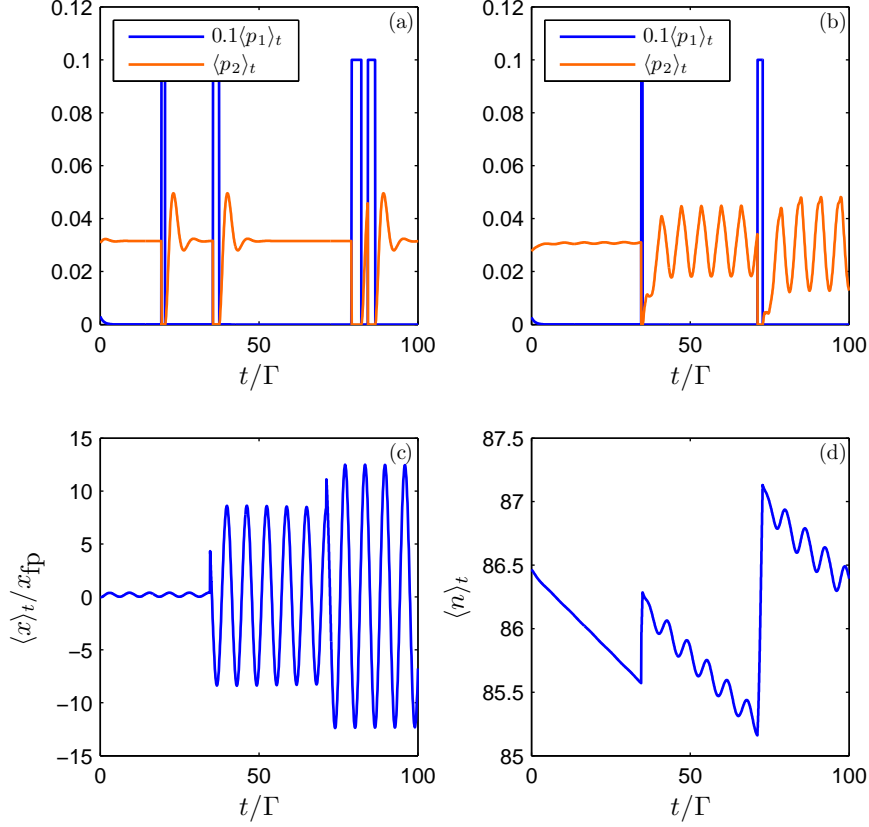 (a)
0.1⟨p₁⟩ₜ
⟨p₂⟩ₜ
0.12
0.1
0.08
0.06
0.04
0.02
0
0
50
100
t/Γ
(b)
0.1⟨p₁⟩ₜ
⟨p₂⟩ₜ
0.12
0.1
0.08
0.06
0.04
0.02
0
0
50
100
t/Γ
(c)
⟨x⟩ₜ/x_fp
15
10
5
0
−5
−10
−15
0
50
100
t/Γ
(d)
⟨n⟩ₜ
87.5
87
86.5
86
85.5
85
0
50
100
t/Γ